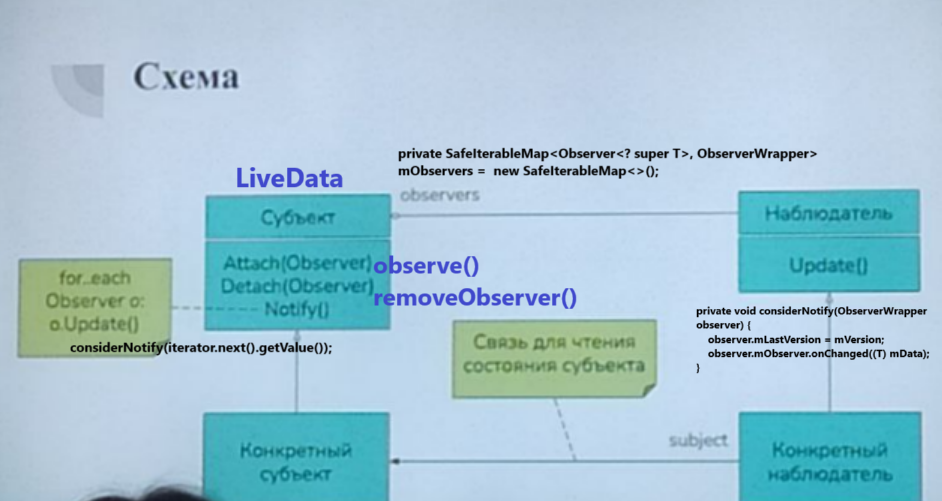 Схема
private SafeIterableMap<Observer<? super T>, ObserverWrapper>
mObservers = new SafeIterableMap<>();
LiveData
observers
Субъект
Наблюдатель
Attach(Observer)
observe()
Detach(Observer)
removeObserver()
Notify()
Update()
for..each
Observer o:
o.Update()
considerNotify(iterator.next().getValue());
private void considerNotify(ObserverWrapper
observer) {
observer.mLastVersion = mVersion;
observer.mObserver.onChanged((T) mData);
}
Связь для чтения
состояния субъекта
subject
Конкретный
субъект
Конкретный
наблюдатель